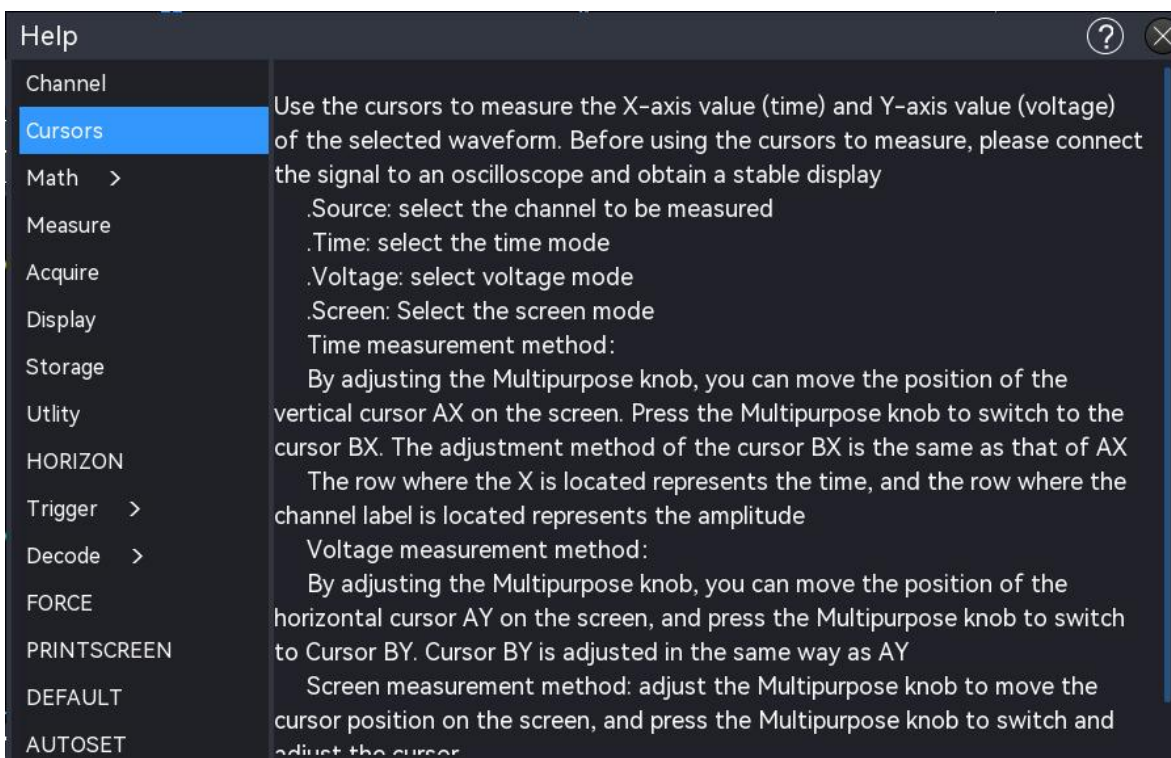 Help
Channel
Cursors
Math >
Measure
Acquire
Display
Storage
Utlity
HORIZON
Trigger >
Decode >
FORCE
PRINTSCREEN
DEFAULT
AUTOSET
Use the cursors to measure the X-axis value (time) and Y-axis value (voltage)
of the selected waveform. Before using the cursors to measure, please connect
the signal to an oscilloscope and obtain a stable display
.Source: select the channel to be measured
.Time: select the time mode
.Voltage: select voltage mode
.Screen: Select the screen mode
Time measurement method:
By adjusting the Multipurpose knob, you can move the position of the
vertical cursor AX on the screen. Press the Multipurpose knob to switch to the
cursor BX. The adjustment method of the cursor BX is the same as that of AX
The row where the X is located represents the time, and the row where the
channel label is located represents the amplitude
Voltage measurement method:
By adjusting the Multipurpose knob, you can move the position of the
horizontal cursor AY on the screen, and press the Multipurpose knob to switch
to Cursor BY. Cursor BY is adjusted in the same way as AY
Screen measurement method: adjust the Multipurpose knob to move the
cursor position on the screen, and press the Multipurpose knob to switch and
adjust the cursor